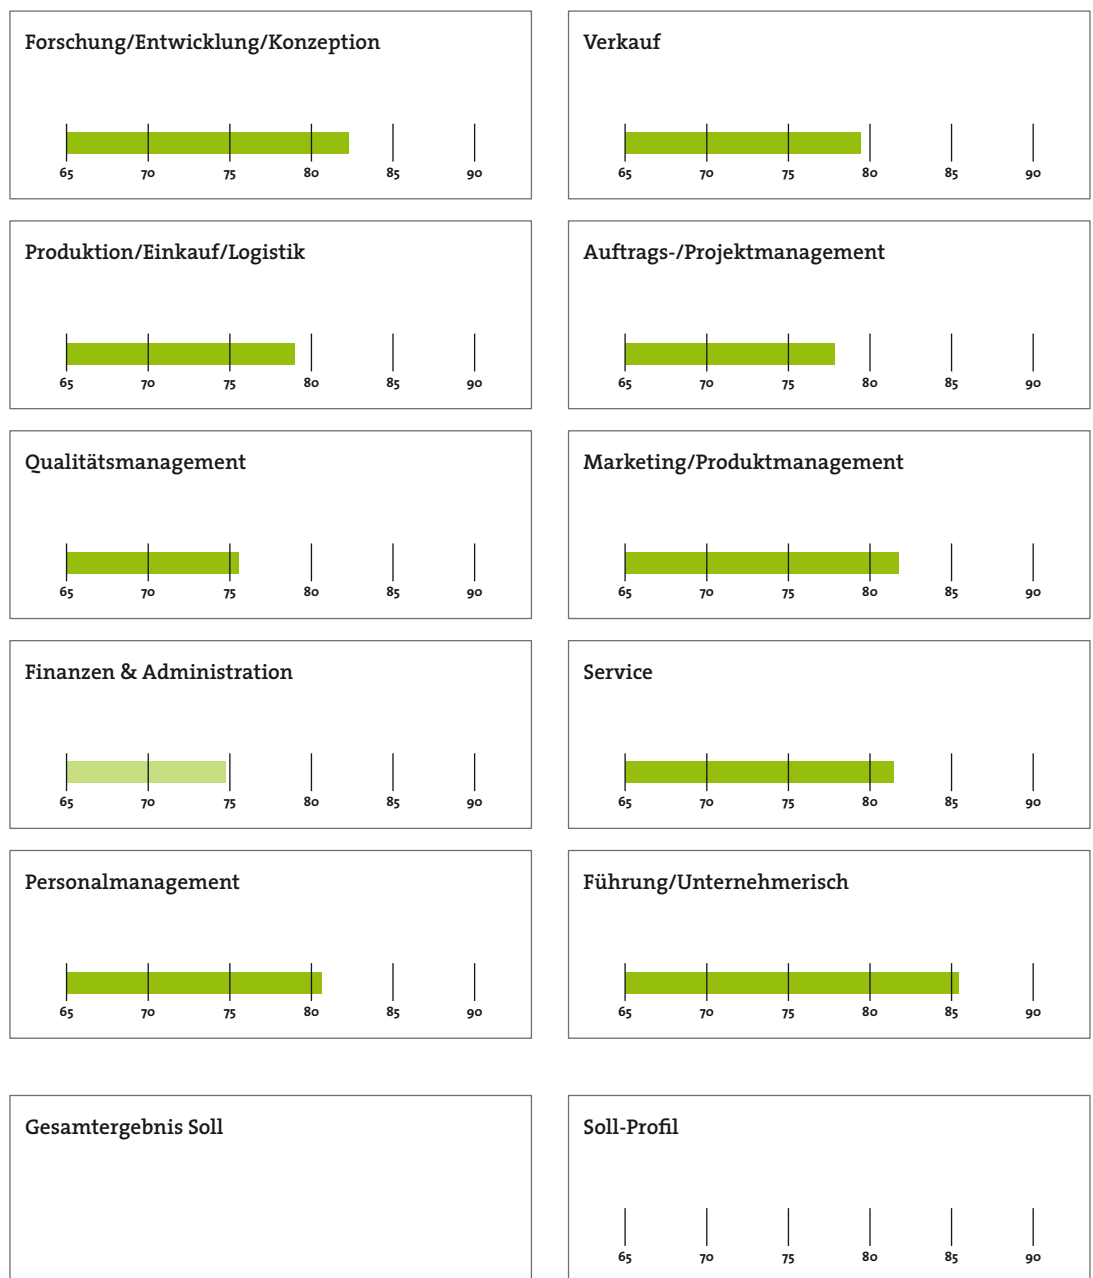 Forschung/Entwicklung/Konzeption
65 70 75 80 85 90
Verkauf
65 70 75 80 85 90
Produktion/Einkauf/Logistik
65 70 75 80 85 90
Auftrags-/Projektmanagement
65 70 75 80 85 90
Qualitätsmanagement
65 70 75 80 85 90
Marketing/Produktmanagement
65 70 75 80 85 90
Finanzen & Administration
65 70 75 80 85 90
Service
65 70 75 80 85 90
Personalmanagement
65 70 75 80 85 90
Führung/Unternehmerisch
65 70 75 80 85 90
Gesamtergebnis Soll
Soll-Profil
65 70 75 80 85 90